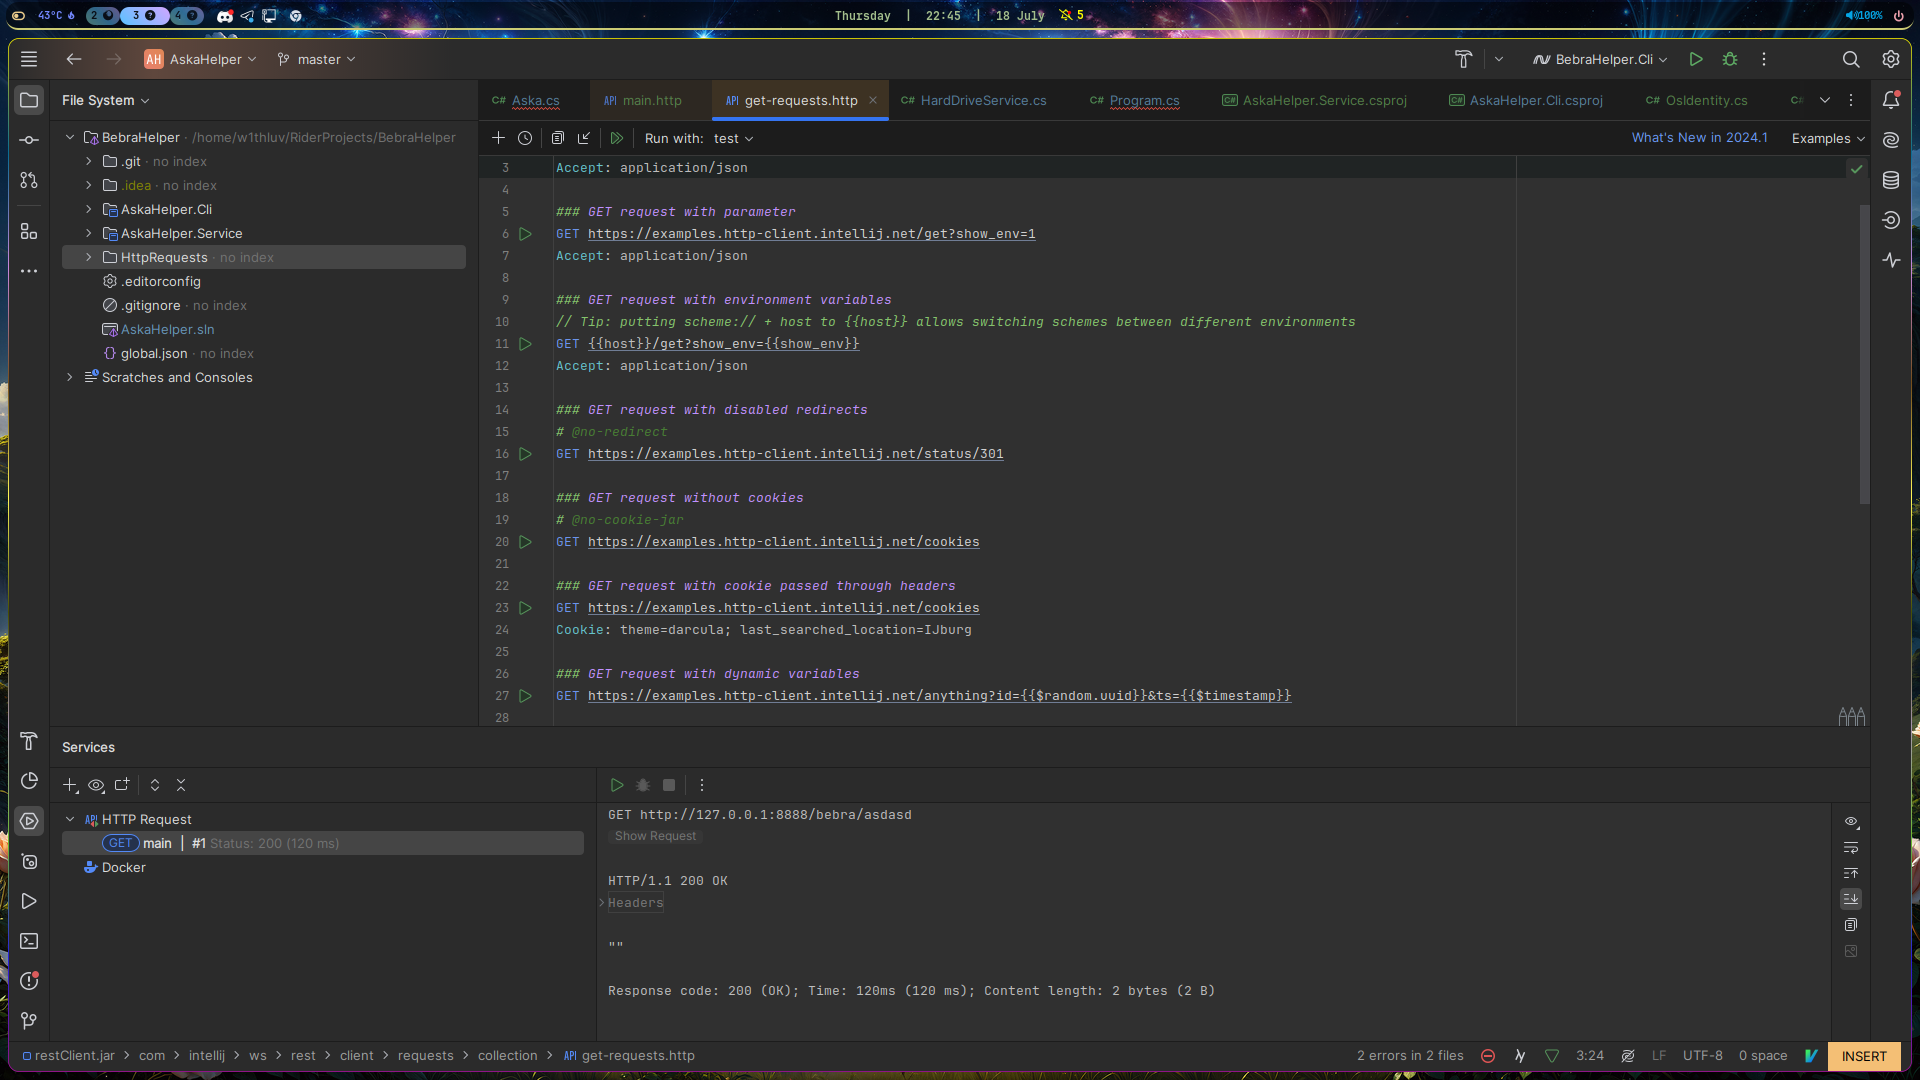 43°C
2
3
4
Thursday | 22:45 | 18 July
5
100%
AH AskaHelper
master
BebraHelper.Cli
File System
C# Aska.cs
API main.http
API get-requests.http
C# HardDriveService.cs
C# Program.cs
C# AskaHelper.Service.csproj
C# AskaHelper.Cli.csproj
C# OsIdentity.cs
C#
Run with: test
What's New in 2024.1
Examples
BebraHelper · /home/w1thluv/RiderProjects/BebraHelper
.git · no index
.idea · no index
AskaHelper.Cli
AskaHelper.Service
HttpRequests · no index
.editorconfig
.gitignore · no index
AskaHelper.sln
global.json · no index
Scratches and Consoles
3 Accept: application/json
4
5 ### GET request with parameter
6 GET https://examples.http-client.intellij.net/get?show_env=1
7 Accept: application/json
8
9 ### GET request with environment variables
10 // Tip: putting scheme:// + host to {{host}} allows switching schemes between different environments
11 GET {{host}}/get?show_env={{show_env}}
12 Accept: application/json
13
14 ### GET request with disabled redirects
15 # @no-redirect
16 GET https://examples.http-client.intellij.net/status/301
17
18 ### GET request without cookies
19 # @no-cookie-jar
20 GET https://examples.http-client.intellij.net/cookies
21
22 ### GET request with cookie passed through headers
23 GET https://examples.http-client.intellij.net/cookies
24 Cookie: theme=darcula; last_searched_location=IJburg
25
26 ### GET request with dynamic variables
27 GET https://examples.http-client.intellij.net/anything?id={{$random.uuid}}&ts={{$timestamp}}
28
Services
API HTTP Request
GET main | #1 Status: 200 (120 ms)
Docker
GET http://127.0.0.1:8888/bebra/asdasd
Show Request
HTTP/1.1 200 OK
Headers
""
Response code: 200 (OK); Time: 120ms (120 ms); Content length: 2 bytes (2 B)
restClient.jar > com > intellij > ws > rest > client > requests > collection > API get-requests.http
2 errors in 2 files
3:24
LF
UTF-8
0 space
INSERT